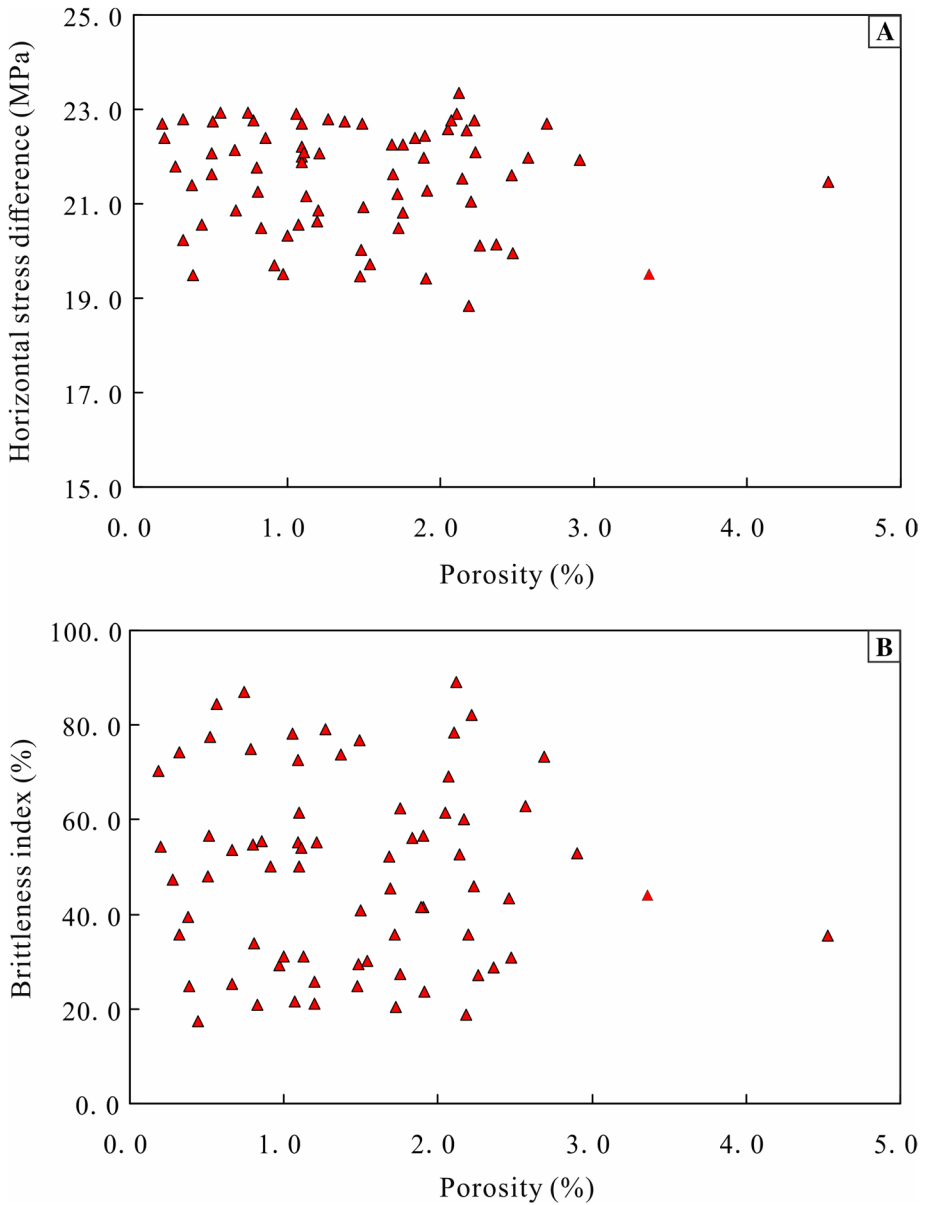 A
Horizontal stress difference (MPa)
25. 0
23. 0
21. 0
19. 0
17. 0
15. 0
0. 0 1. 0 2. 0 3. 0 4. 0 5. 0
Porosity (%)
B
Brittleness index (%)
100. 0
80. 0
60. 0
40. 0
20. 0
0. 0
0. 0 1. 0 2. 0 3. 0 4. 0 5. 0
Porosity (%)